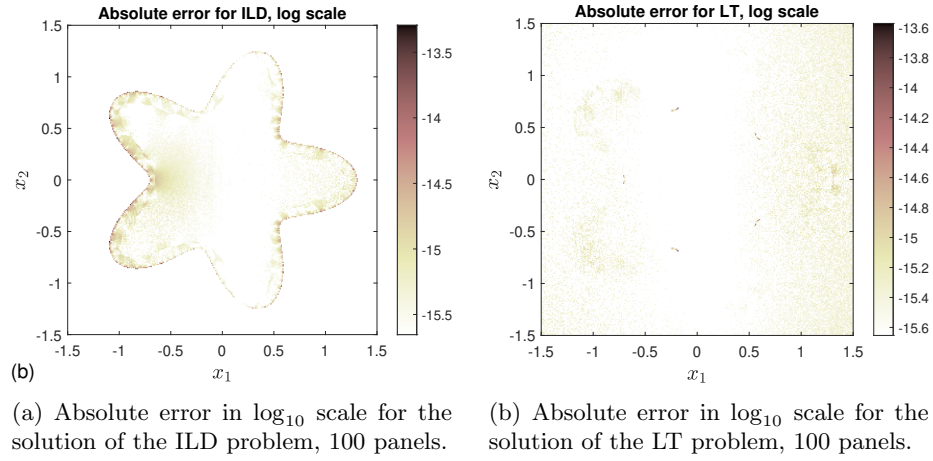 Absolute error for ILD, log scale
1.5
1
0.5
0
-0.5
-1
-1.5
x2
-1.5 -1 -0.5 0 0.5 1 1.5
x1
-13.5
-14
-14.5
-15
-15.5
(b)
Absolute error for LT, log scale
1.5
1
0.5
0
-0.5
-1
-1.5
x2
-1.5 -1 -0.5 0 0.5 1 1.5
x1
-13.6
-13.8
-14
-14.2
-14.4
-14.6
-14.8
-15
-15.2
-15.4
-15.6
(a) Absolute error in log10 scale for the
solution of the ILD problem, 100 panels.
(b) Absolute error in log10 scale for the
solution of the LT problem, 100 panels.